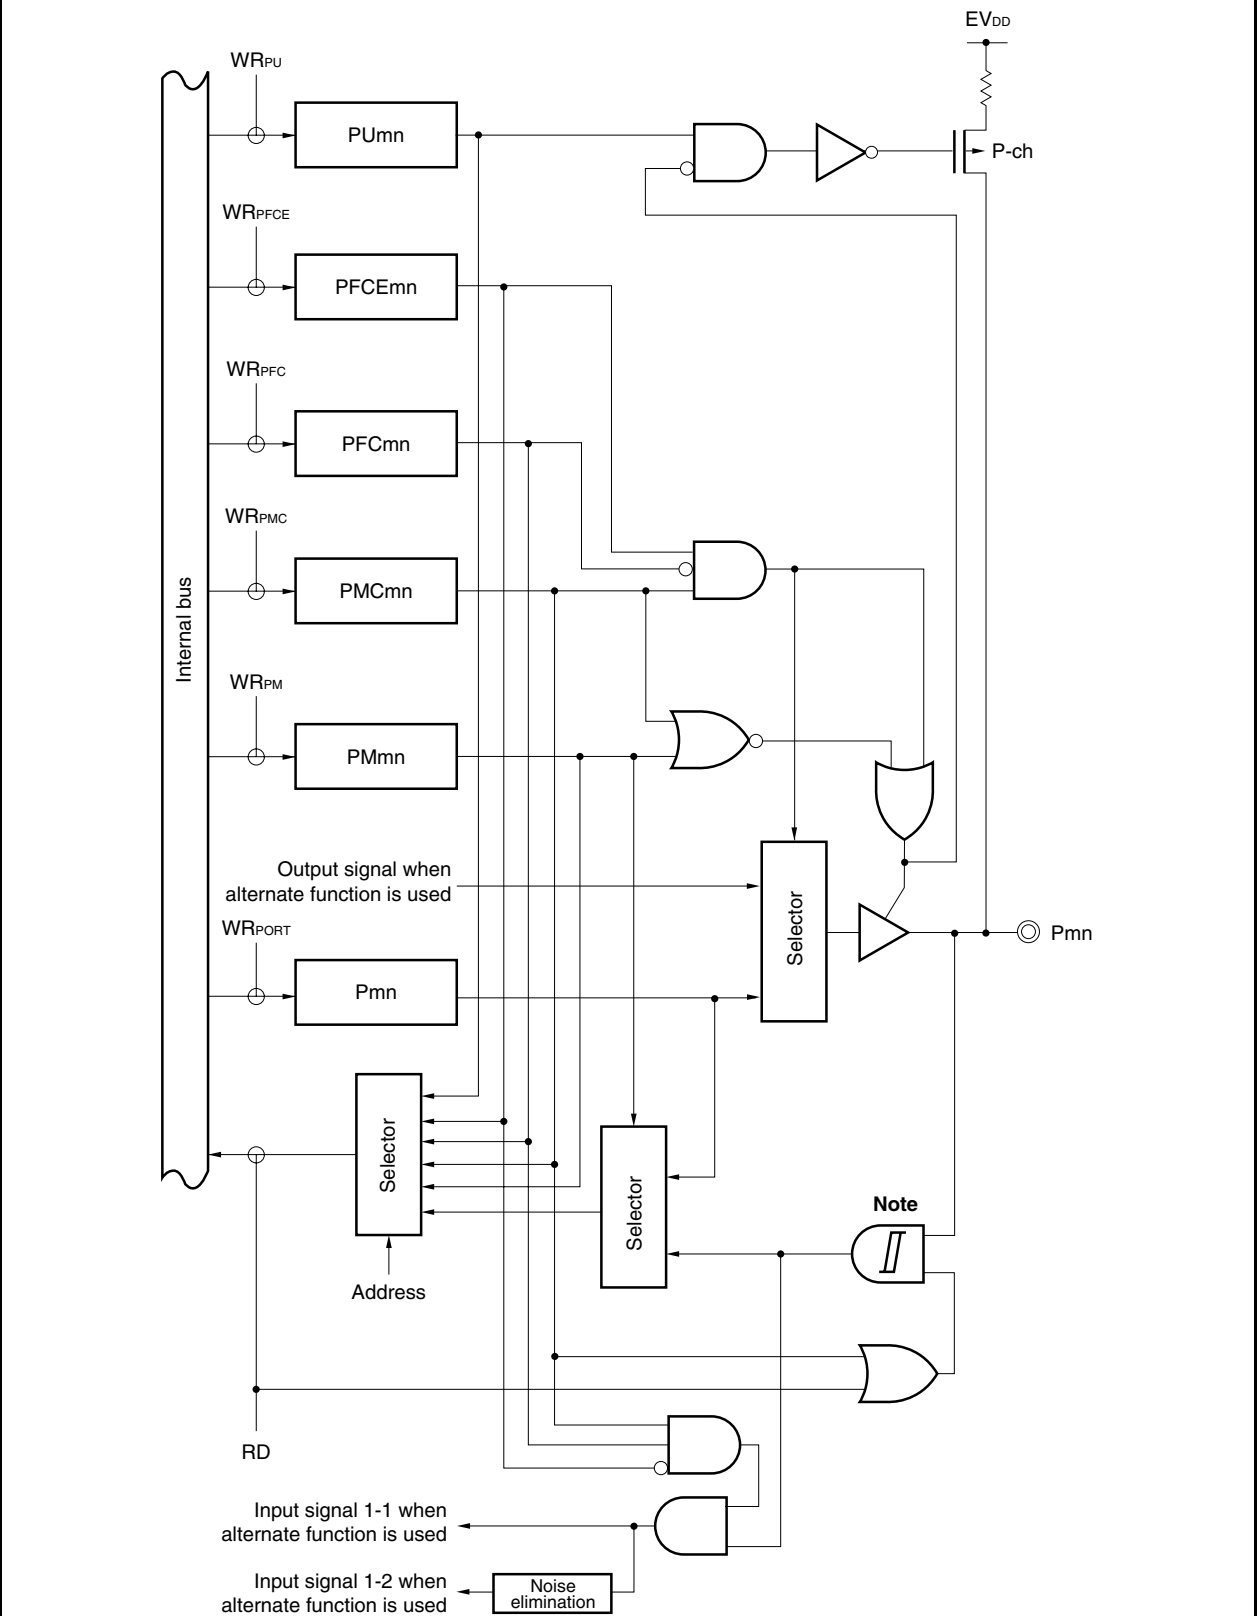 EVDD
WRPU
PUmn
P-ch
WRPFCE
PFCEmn
WRPFC
PFCmn
WRPMC
PMCmn
Internal bus
WRPM
PMmn
Output signal when
alternate function is used
Selector
WRPORT
Pmn
Pmn
Selector
Selector
Note
Address
RD
Input signal 1-1 when
alternate function is used
Input signal 1-2 when
alternate function is used
Noise
elimination